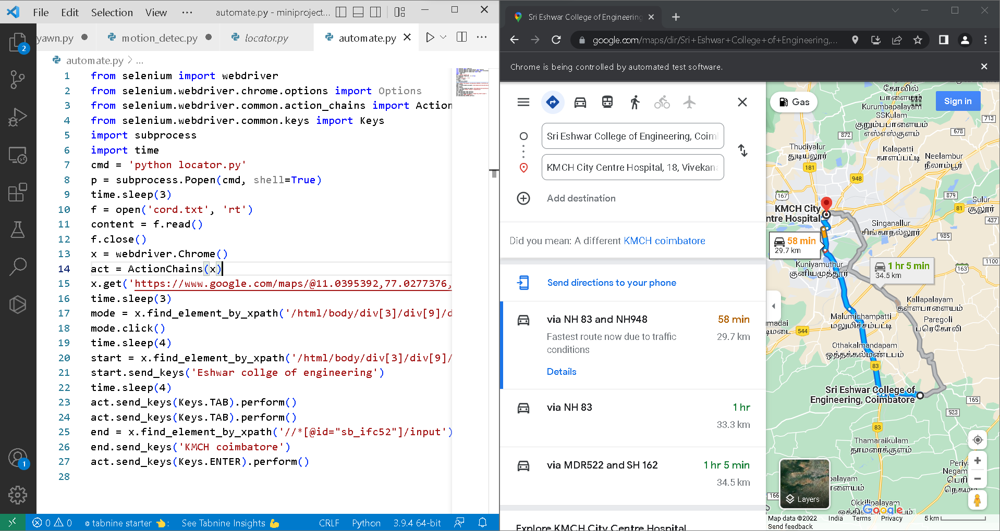 File Edit Selection View ··· automate.py - miniproject...
yawn.py motion_detec.py locator.py automate.py
automate.py > ...
1 from selenium import webdriver
2 from selenium.webdriver.chrome.options import Options
3 from selenium.webdriver.common.action_chains import Action
4 from selenium.webdriver.common.keys import Keys
5 import subprocess
6 import time
7 cmd = 'python locator.py'
8 p = subprocess.Popen(cmd, shell=True)
9 time.sleep(3)
10 f = open('cord.txt', 'rt')
11 content = f.read()
12 f.close()
13 x = webdriver.Chrome()
14 act = ActionChains(x)
15 x.get('https://www.google.com/maps/@11.0395392,77.0277376,
16 time.sleep(3)
17 mode = x.find_element_by_xpath('/html/body/div[3]/div[9]/d
18 mode.click()
19 time.sleep(4)
20 start = x.find_element_by_xpath('/html/body/div[3]/div[9]/
21 start.send_keys('Eshwar collge of engineering')
22 time.sleep(4)
23 act.send_keys(Keys.TAB).perform()
24 act.send_keys(Keys.TAB).perform()
25 end = x.find_element_by_xpath('//*[@id="sb_ifc52"]/input')
26 end.send_keys('KMCH coimbatore')
27 act.send_keys(Keys.ENTER).perform()
28
2
1
0 0 tabnine starter : See Tabnine Insights CRLF Python 3.9.4 64-bit
Sri Eshwar College of Engineering
google.com/maps/dir/Sri+Eshwar+College+of+Engineering,...
Chrome is being controlled by automated test software.
Sri Eshwar College of Engineering, Coim
KMCH City Centre Hospital, 18, Vivekana
Add destination
Did you mean: A different KMCH coimbatore
Send directions to your phone
via NH 83 and NH948 58 min
Fastest route now due to traffic 29.7 km
conditions
Details
via NH 83 1 hr
33.3 km
via MDR522 and SH 162 1 hr 5 min
34.5 km
Explore KMCH City Centre Hospital
Gas
Sign in
கோவில்
பாளையம்
Kurumbapalayam
SSKulam
குறும்பபாளையம்
எஸ்எஸ்குளம்
713
678
872
Thudiyalur
துடியலூர்
Kalapatti
காளப்பட்டி
Neelambur
நீலாம்பூர்
181
948
167
879
Sulur
சூலூர்
81
437
KMCH City
ntre Hospital
Singanallur
சிங்காநல்லூர்
985
58 min
29.7 km
1100
Kuniyamuthur
குனியமுத்தூர்
1 hr 5 min
34.5 km
163
Kallapalayam
கள்ளபாளையம்
Malumichampatti
மலுமிச்சம்பட்டி
Paregoli
பரெகோலி
umadai
டிமடை
544
Othakalmandapam
ஒத்தக்கல்மண்டபம்
83
Sri Eshwar College of
Engineering, Coimbatore
165
523
83
Thamaraikulam
தாமரைக்குளம்
Periy
Negam
பெரி
நெகம
palayam
ாளையம்
166
Layers
Okkilipalayam
ஒக்கிலிபாளையம்
Google
Map data ©2022 India Terms Privacy 5 km
Send feedback